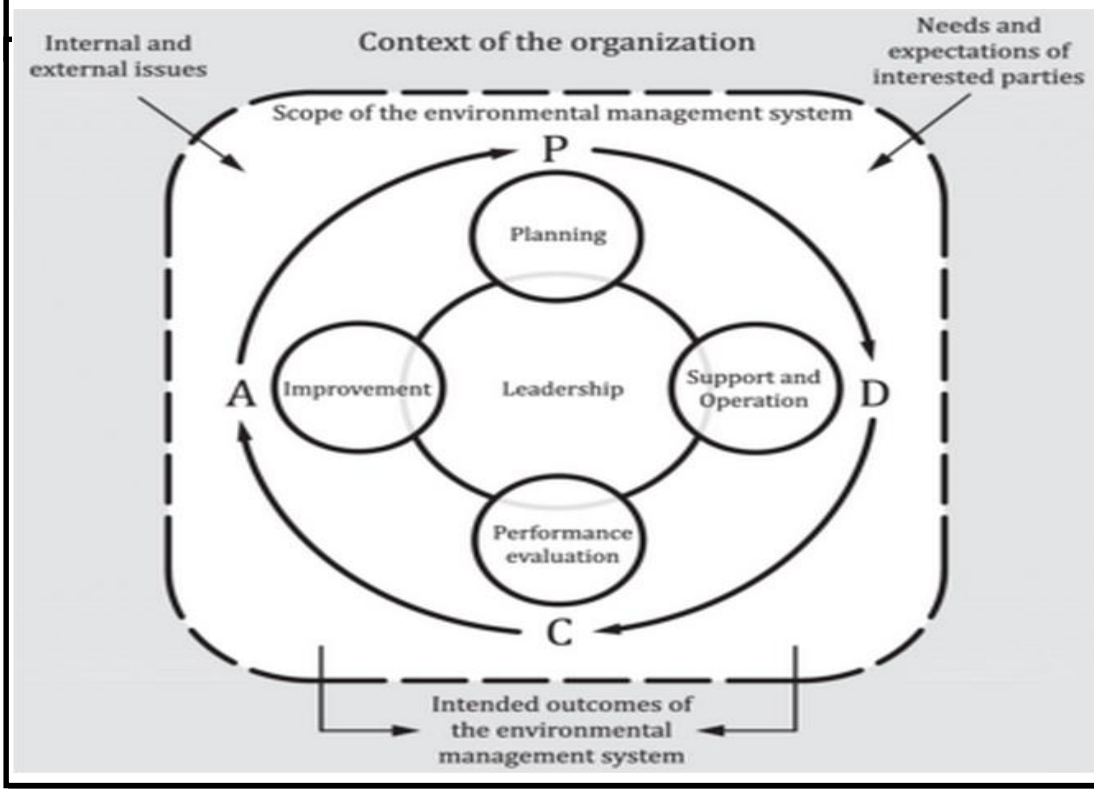 Internal and
external issues
Context of the organization
Needs and
expectations of
interested parties
Scope of the environmental management system
P
Planning
A
Improvement
Leadership
Support and
Operation
D
Performance
evaluation
C
Intended outcomes of
the environmental
management system